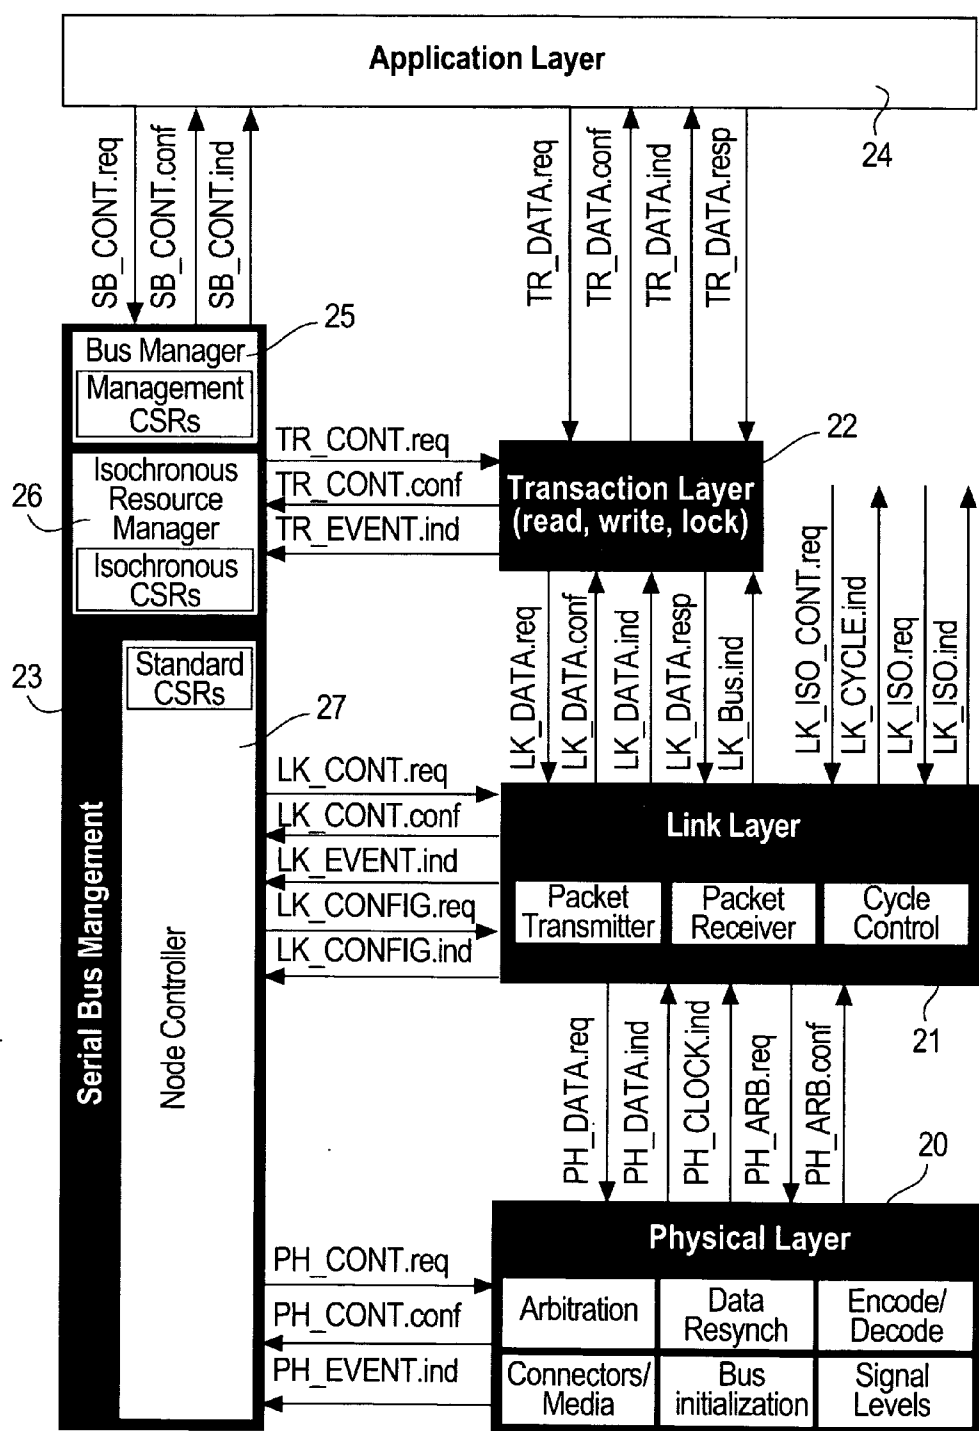 Application Layer
24
SB_CONT.req
SB_CONT.conf
SB_CONT.ind
TR_DATA.req
TR_DATA.conf
TR_DATA.ind
TR_DATA.resp
25
Bus Manager
Management
CSRs
TR_CONT.req
TR_CONT.conf
TR_EVENT.ind
22
Transaction Layer
(read, write, lock)
26
Isochronous
Resource
Manager
Isochronous
CSRs
LK_DATA.req
LK_DATA.conf
LK_DATA.ind
LK_DATA.resp
LK_Bus.ind
LK_ISO_CONT.req
LK_CYCLE.ind
LK_ISO.req
LK_ISO.ind
23
Standard
CSRs
27
Serial Bus Mangement
Node Controller
LK_CONT.req
LK_CONT.conf
LK_EVENT.ind
LK_CONFIG.req
LK_CONFIG.ind
Link Layer
Packet
Transmitter
Packet
Receiver
Cycle
Control
21
PH_DATA.req
PH_DATA.ind
PH_CLOCK.ind
PH_ARB.req
PH_ARB.conf
20
Physical Layer
PH_CONT.req
PH_CONT.conf
PH_EVENT.ind
Arbitration
Data
Resynch
Encode/
Decode
Connectors/
Media
Bus
initialization
Signal
Levels